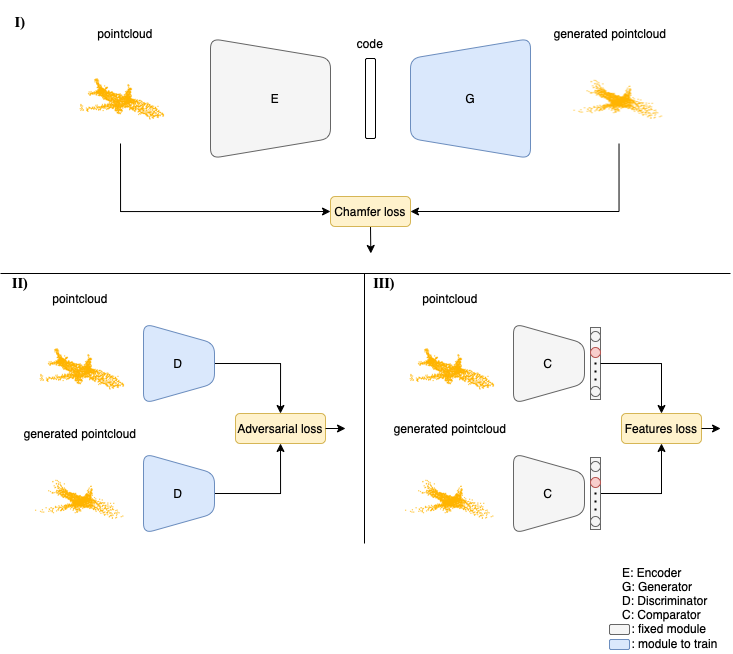 I)
pointcloud
code
generated pointcloud
E
G
Chamfer loss
II)
pointcloud
D
generated pointcloud
Adversarial loss
D
III)
pointcloud
C
generated pointcloud
Features loss
C
E: Encoder
G: Generator
D: Discriminator
C: Comparator
: fixed module
: module to train